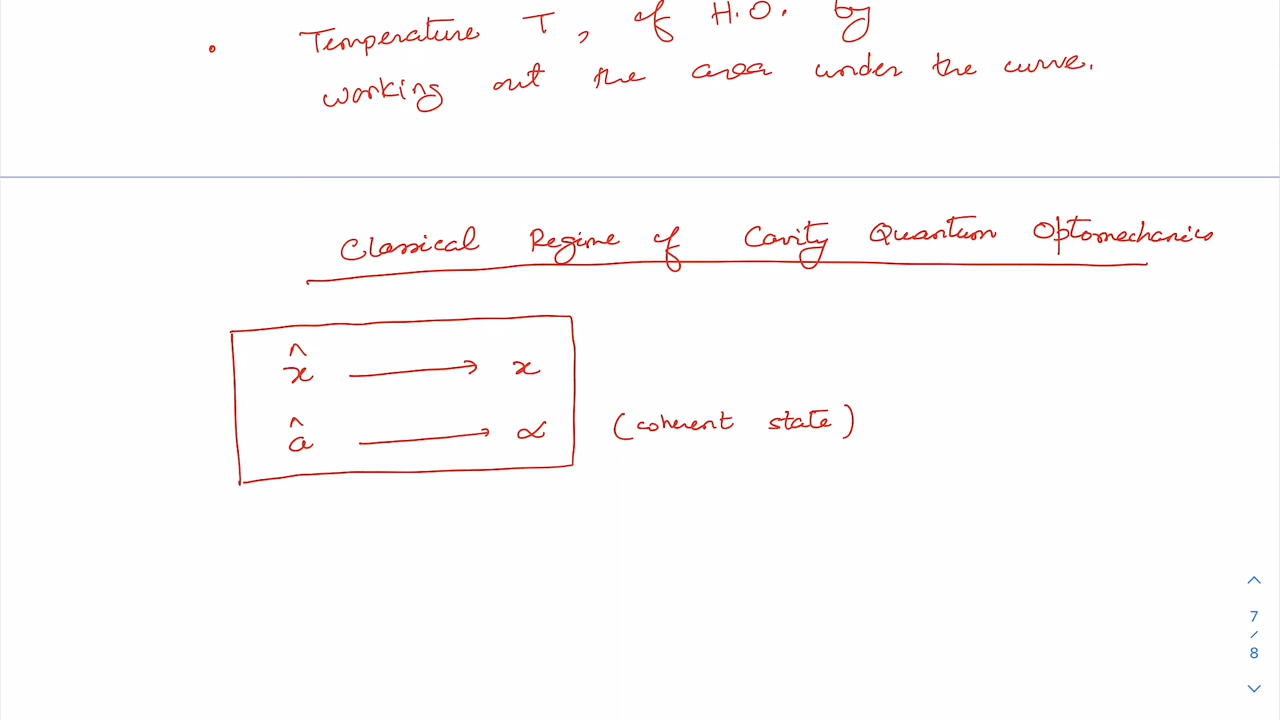 • Temperature T, of H.O. by
working out the area under the curve.
Classical Regime of Cavity Quantum Optomechanics
x̂ ⟶ x
â ⟶ α (coherent state)
7
/
8